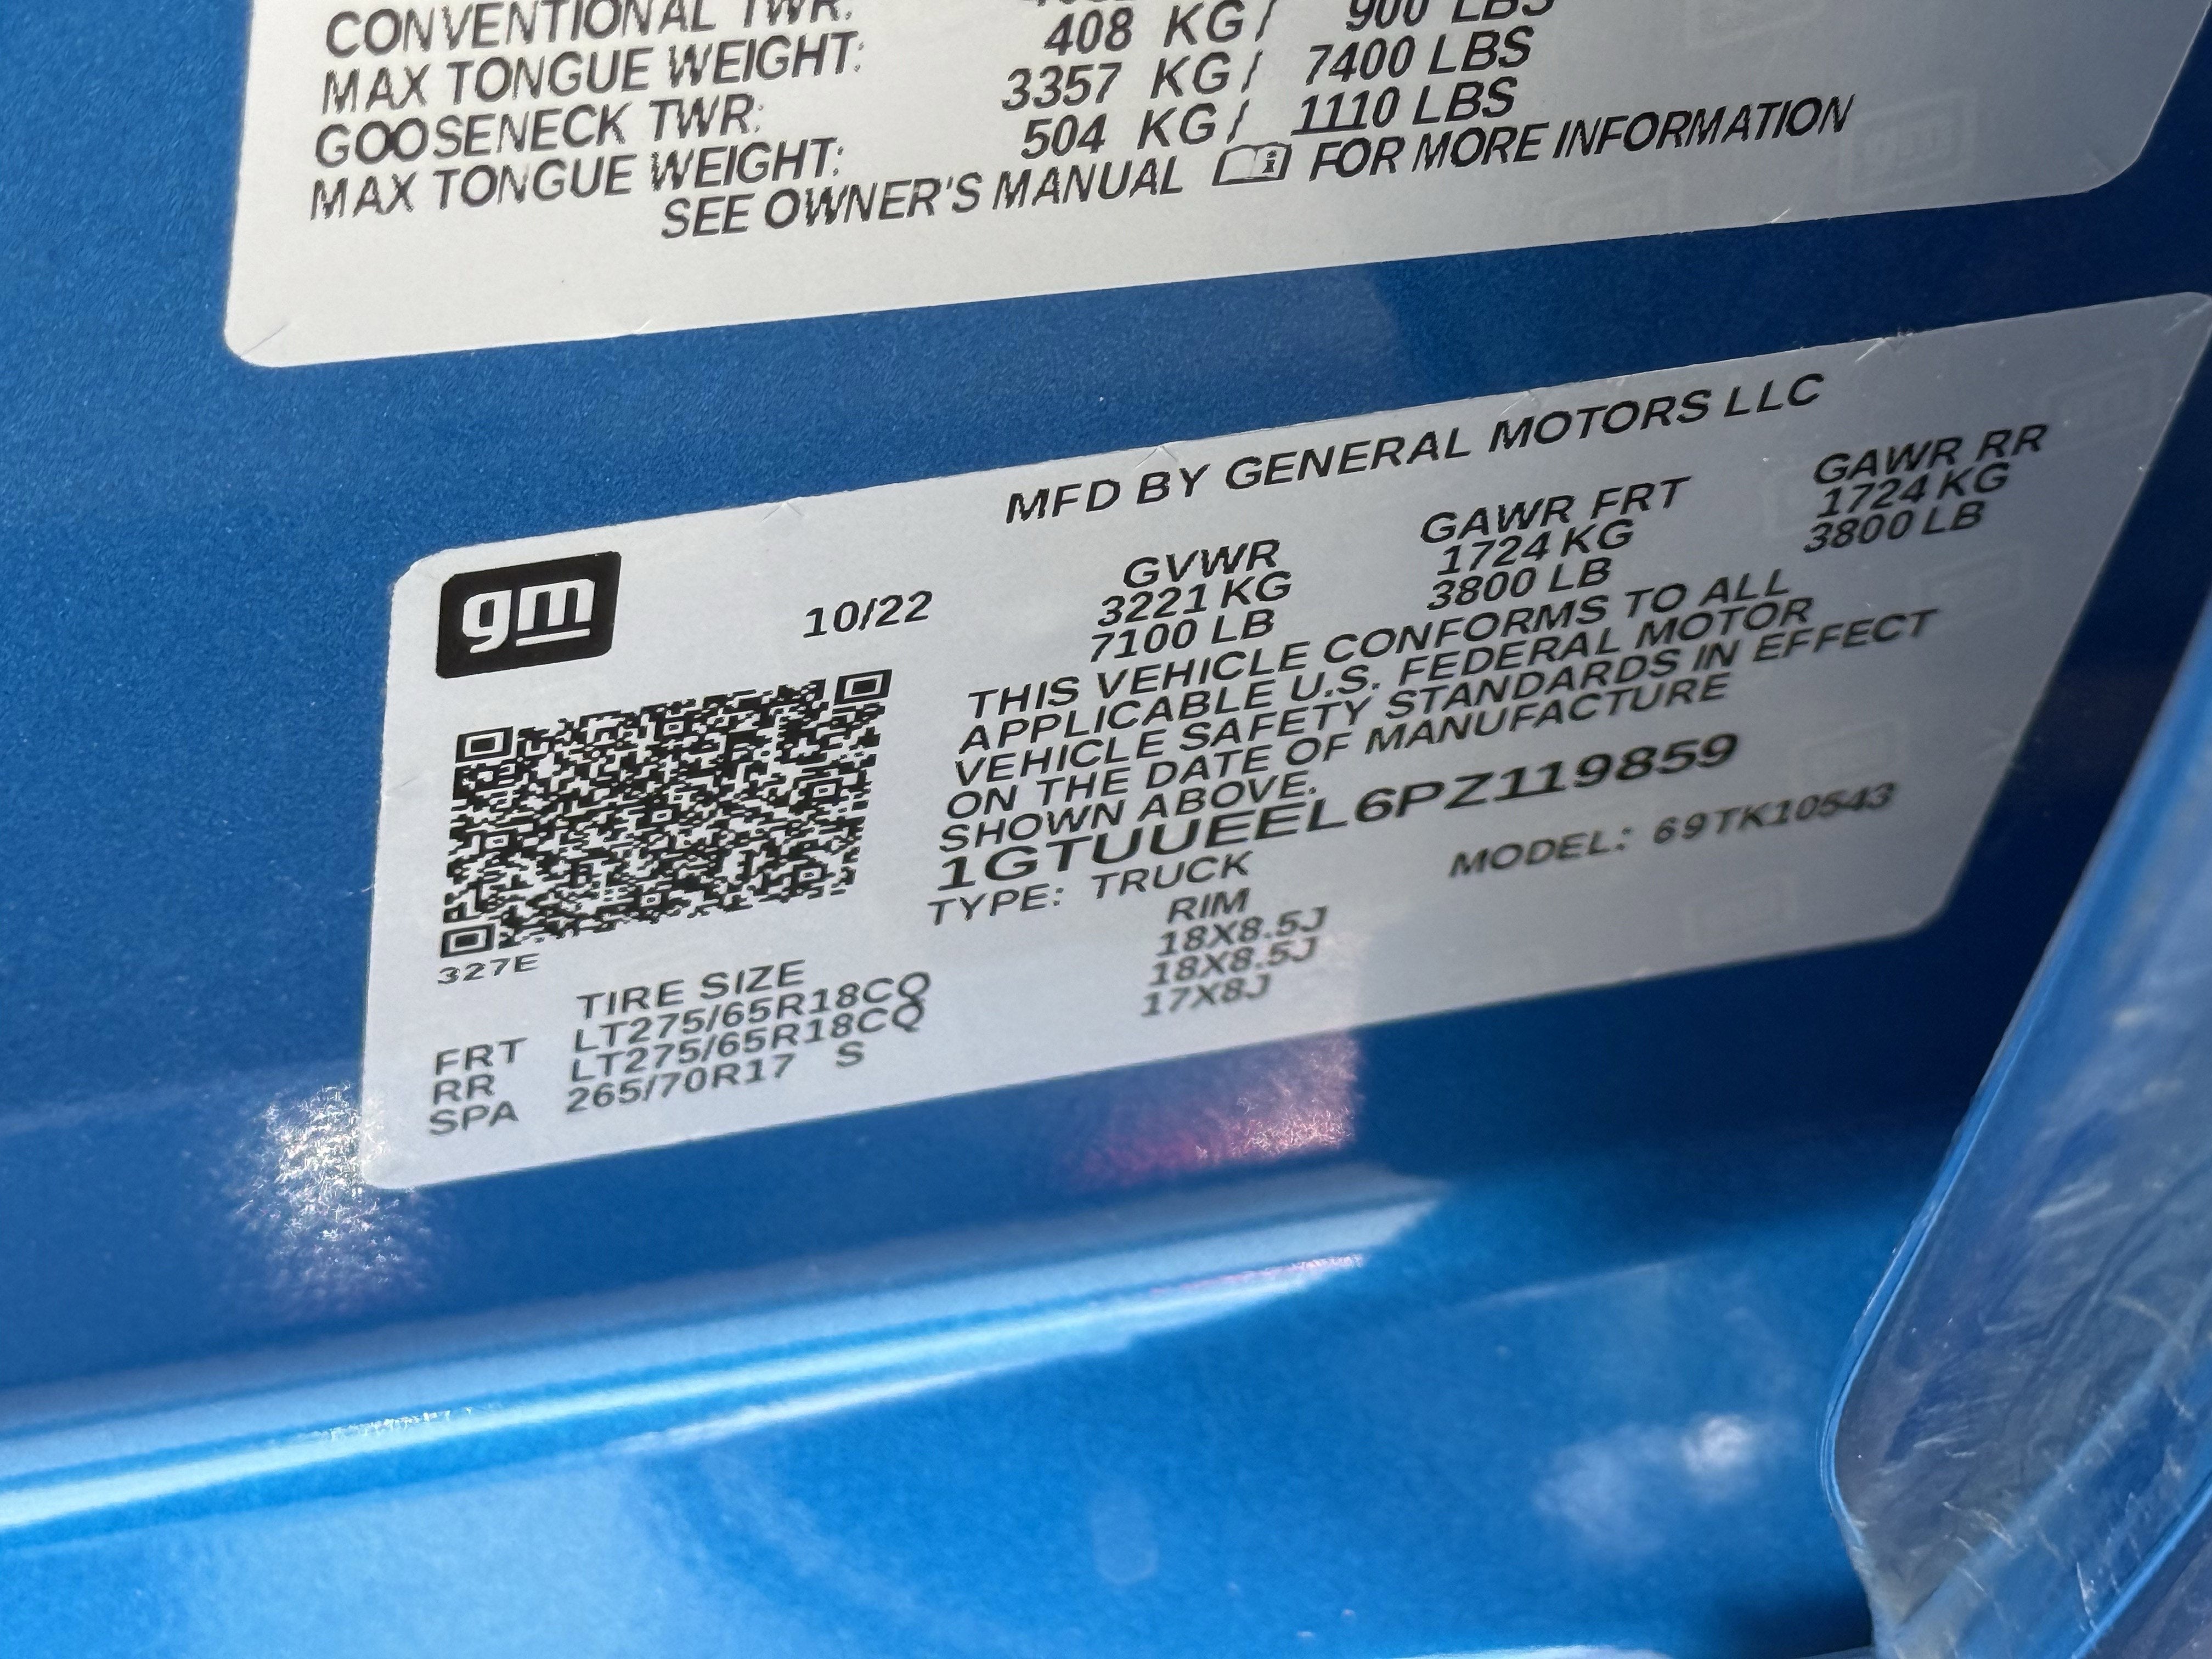 CONVENTIONAL TWR:
MAX TONGUE WEIGHT: 408 KG / 900 LBS
GOOSENECK TWR: 3357 KG / 7400 LBS
MAX TONGUE WEIGHT: 504 KG / 1110 LBS
SEE OWNER'S MANUAL FOR MORE INFORMATION
MFD BY GENERAL MOTORS LLC
gm
10/22
GVWR GAWR FRT GAWR RR
3221 KG 1724 KG 1724 KG
7100 LB 3800 LB 3800 LB
THIS VEHICLE CONFORMS TO ALL
APPLICABLE U.S. FEDERAL MOTOR
VEHICLE SAFETY STANDARDS IN EFFECT
ON THE DATE OF MANUFACTURE
SHOWN ABOVE.
1GTUUEEL6PZ119859
TYPE: TRUCK MODEL: 69TK10543
327E
TIRE SIZE RIM
FRT LT275/65R18CQ 18X8.5J
RR LT275/65R18CQ 18X8.5J
SPA 265/70R17 S 17X8J